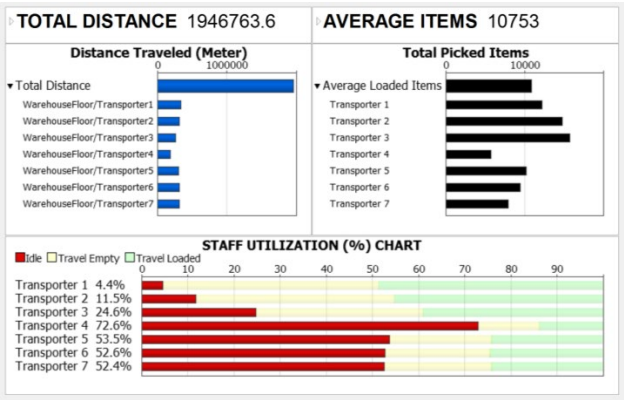 TOTAL DISTANCE 1946763.6
AVERAGE ITEMS 10753
Distance Traveled (Meter)
0 1000000
Total Distance
WarehouseFloor/Transporter1
WarehouseFloor/Transporter2
WarehouseFloor/Transporter3
WarehouseFloor/Transporter4
WarehouseFloor/Transporter5
WarehouseFloor/Transporter6
WarehouseFloor/Transporter7
Total Picked Items
0 10000
Average Loaded Items
Transporter 1
Transporter 2
Transporter 3
Transporter 4
Transporter 5
Transporter 6
Transporter 7
STAFF UTILIZATION (%) CHART
Idle Travel Empty Travel Loaded
0 10 20 30 40 50 60 70 80 90
Transporter 1 4.4%
Transporter 2 11.5%
Transporter 3 24.6%
Transporter 4 72.6%
Transporter 5 53.5%
Transporter 6 52.6%
Transporter 7 52.4%